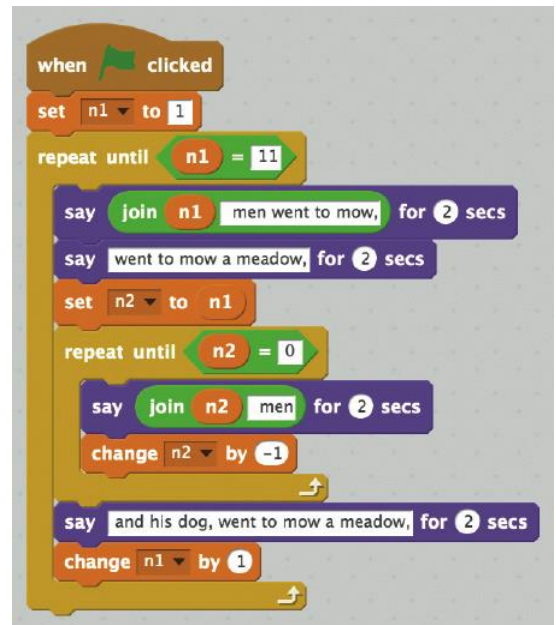 when clicked
set n1 to 1
repeat until n1 = 11
say join n1 men went to mow, for 2 secs
say went to mow a meadow, for 2 secs
set n2 to n1
repeat until n2 = 0
say join n2 men for 2 secs
change n2 by -1
say and his dog, went to mow a meadow, for 2 secs
change n1 by 1